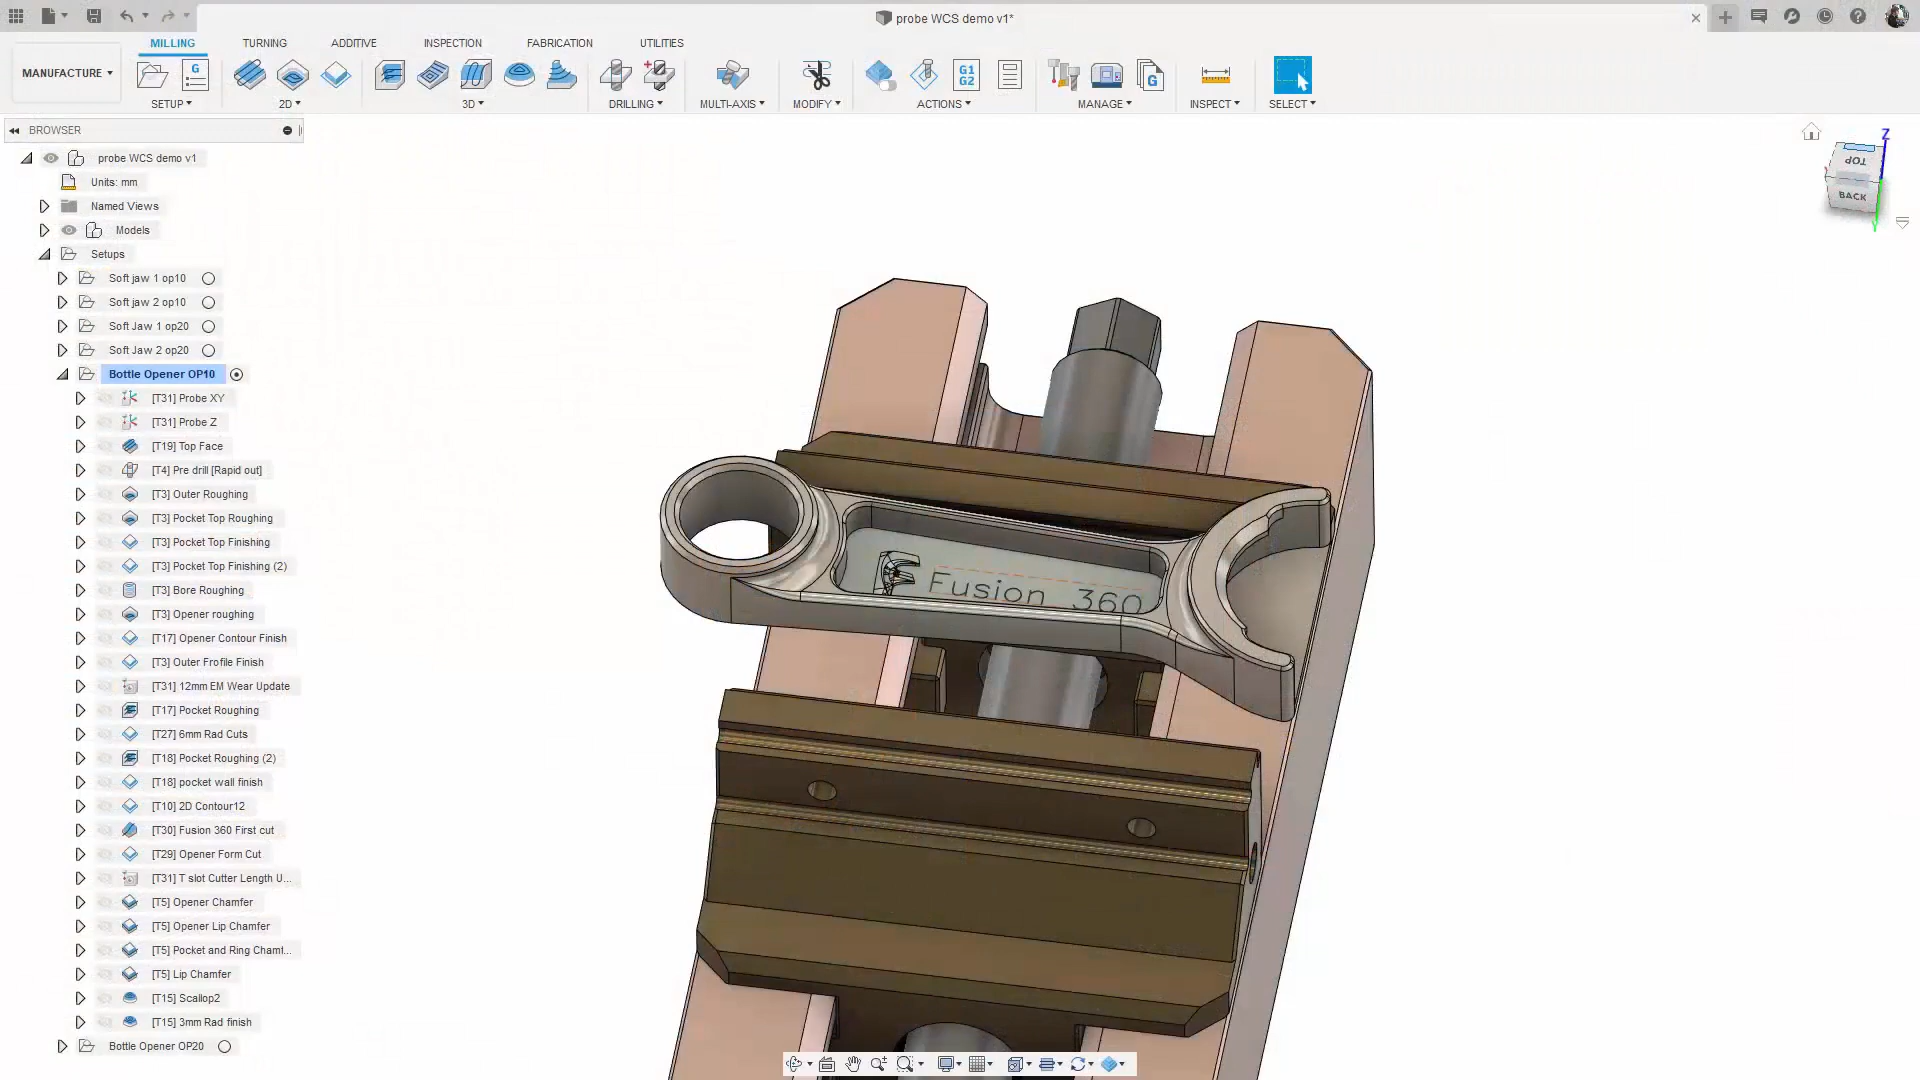 probe WCS demo v1*
MILLING TURNING ADDITIVE INSPECTION FABRICATION UTILITIES
MANUFACTURE
G
G1
G2
G
SETUP 2D 3D DRILLING MULTI-AXIS MODIFY ACTIONS MANAGE INSPECT SELECT
BROWSER
probe WCS demo v1
Units: mm
Named Views
Models
Setups
Soft jaw 1 op10
Soft jaw 2 op10
Soft Jaw 1 op20
Soft Jaw 2 op20
Bottle Opener OP10
[T31] Probe XY
[T31] Probe Z
[T19] Top Face
[T4] Pre drill [Rapid out]
[T3] Outer Roughing
[T3] Pocket Top Roughing
[T3] Pocket Top Finishing
[T3] Pocket Top Finishing (2)
[T3] Bore Roughing
[T3] Opener roughing
[T17] Opener Contour Finish
[T3] Outer Frofile Finish
[T31] 12mm EM Wear Update
[T17] Pocket Roughing
[T27] 6mm Rad Cuts
[T18] Pocket Roughing (2)
[T18] pocket wall finish
[T10] 2D Contour12
[T30] Fusion 360 First cut
[T29] Opener Form Cut
[T31] T slot Cutter Length U...
[T5] Opener Chamfer
[T5] Opener Lip Chamfer
[T5] Pocket and Ring Chamf...
[T5] Lip Chamfer
[T15] Scallop2
[T15] 3mm Rad finish
Bottle Opener OP20
Z
TOP
BACK
Y
Fusion 360